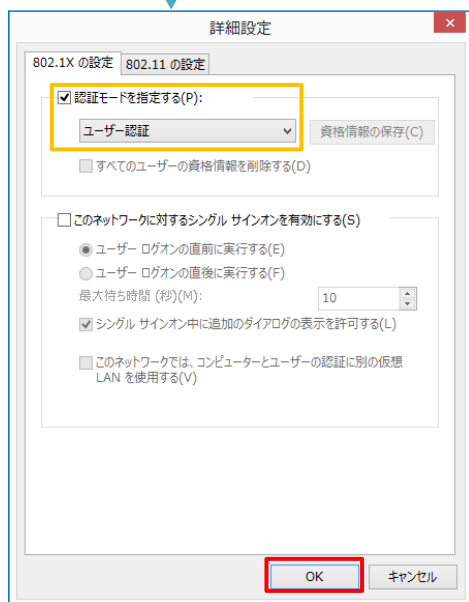 詳細設定
802.1X の設定 802.11 の設定
認証モードを指定する(P):
ユーザー認証 資格情報の保存(C)
すべてのユーザーの資格情報を削除する(D)
このネットワークに対するシングル サインオンを有効にする(S)
ユーザー ログオンの直前に実行する(E)
ユーザー ログオンの直後に実行する(F)
最大待ち時間 (秒)(M): 10
シングル サインオン中に追加のダイアログの表示を許可する(L)
このネットワークでは、コンピューターとユーザーの認証に別の仮想
LAN を使用する(V)
OK キャンセル